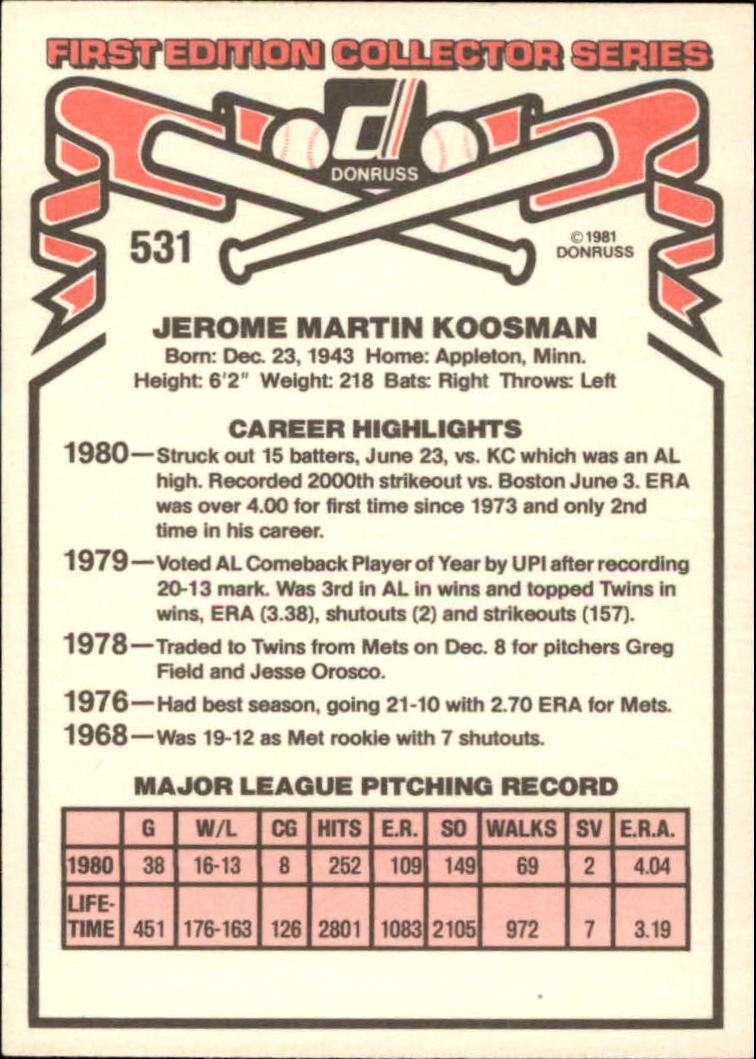 FIRST EDITION COLLECTOR SERIES
d
DONRUSS
531
©1981
DONRUSS
JEROME MARTIN KOOSMAN
Born: Dec. 23, 1943 Home: Appleton, Minn.
Height: 6'2" Weight: 218 Bats: Right Throws: Left
CAREER HIGHLIGHTS
1980—Struck out 15 batters, June 23, vs. KC which was an AL
high. Recorded 2000th strikeout vs. Boston June 3. ERA
was over 4.00 for first time since 1973 and only 2nd
time in his career.
1979—Voted AL Comeback Player of Year by UPI after recording
20-13 mark. Was 3rd in AL in wins and topped Twins in
wins, ERA (3.38), shutouts (2) and strikeouts (157).
1978—Traded to Twins from Mets on Dec. 8 for pitchers Greg
Field and Jesse Orosco.
1976—Had best season, going 21-10 with 2.70 ERA for Mets.
1968—Was 19-12 as Met rookie with 7 shutouts.
MAJOR LEAGUE PITCHING RECORD
G W/L CG HITS E.R. SO WALKS SV E.R.A.
1980 38 16-13 8 252 109 149 69 2 4.04
LIFE-
TIME 451 176-163 126 2801 1083 2105 972 7 3.19